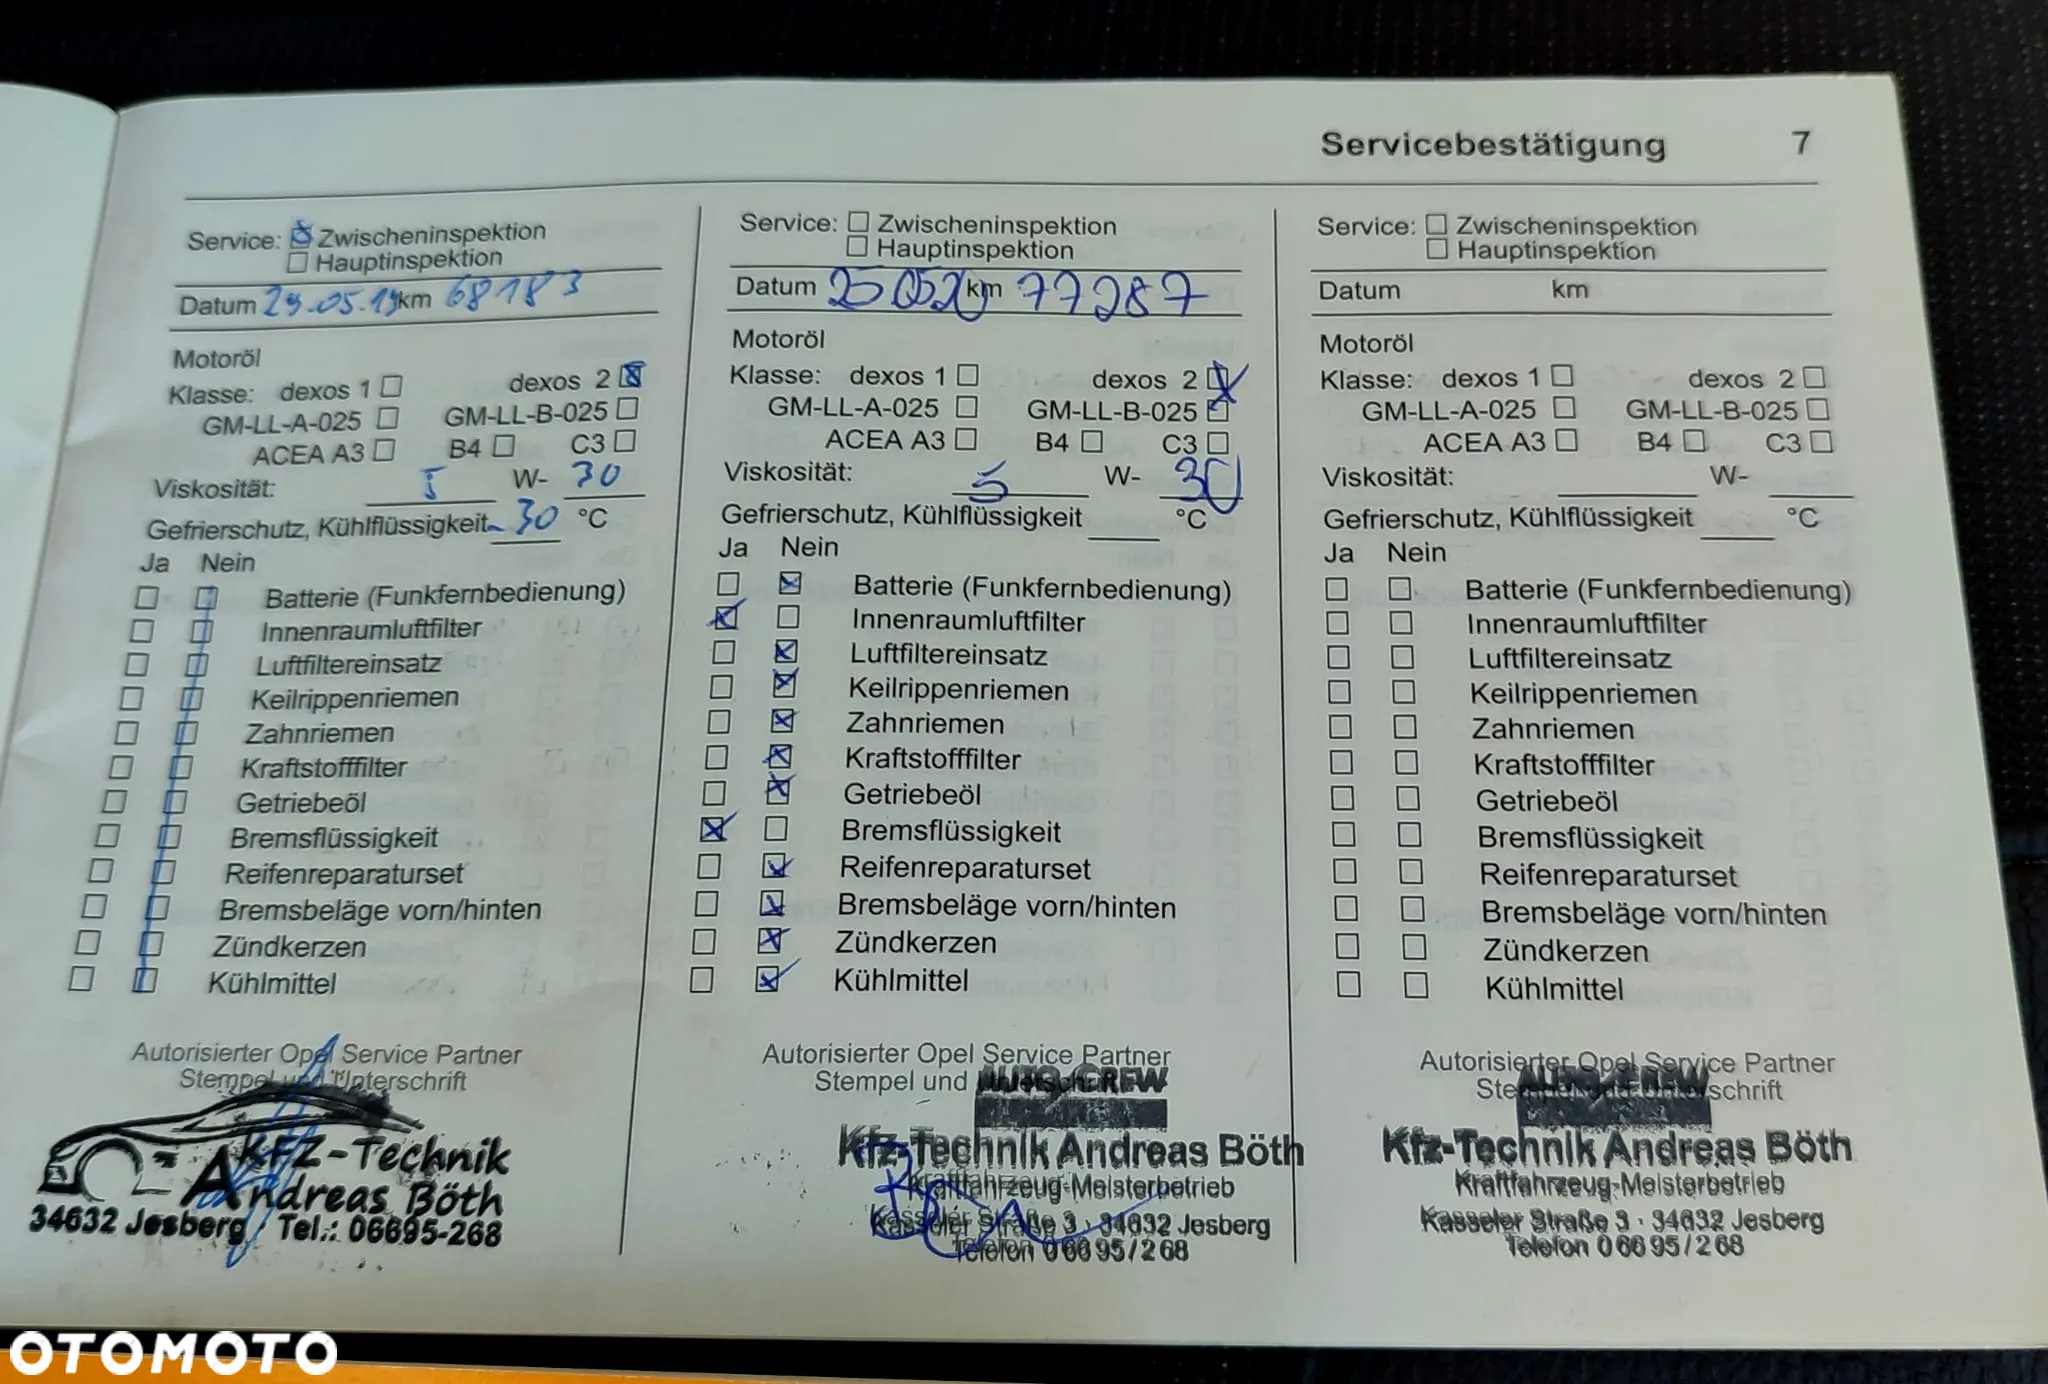 Servicebestätigung 7
Service: Zwischeninspektion
Hauptinspektion
Datum 29.05.19 km 68183
Motoröl
Klasse: dexos 1 dexos 2
GM-LL-A-025 GM-LL-B-025
ACEA A3 B4 C3
Viskosität: 5 W- 30
Gefrierschutz, Kühlflüssigkeit -30 °C
Ja Nein
Batterie (Funkfernbedienung)
Innenraumluftfilter
Luftfiltereinsatz
Keilrippenriemen
Zahnriemen
Kraftstofffilter
Getriebeöl
Bremsflüssigkeit
Reifenreparaturset
Bremsbeläge vorn/hinten
Zündkerzen
Kühlmittel
Autorisierter Opel Service Partner
Stempel und Unterschrift
KFZ-Technik
Andreas Böth
34632 Jesberg / Tel.: 06695-268
Service: Zwischeninspektion
Hauptinspektion
Datum 250520 km 77287
Motoröl
Klasse: dexos 1 dexos 2
GM-LL-A-025 GM-LL-B-025
ACEA A3 B4 C3
Viskosität: 5 W- 30
Gefrierschutz, Kühlflüssigkeit °C
Ja Nein
Batterie (Funkfernbedienung)
Innenraumluftfilter
Luftfiltereinsatz
Keilrippenriemen
Zahnriemen
Kraftstofffilter
Getriebeöl
Bremsflüssigkeit
Reifenreparaturset
Bremsbeläge vorn/hinten
Zündkerzen
Kühlmittel
Autorisierter Opel Service Partner
Stempel und Unterschrift
AUTO-CREW
Kfz-Technik Andreas Böth
Kraftfahrzeug-Meisterbetrieb
Kasseler Straße 3 · 34632 Jesberg
Telefon 0 66 95 / 2 68
Service: Zwischeninspektion
Hauptinspektion
Datum km
Motoröl
Klasse: dexos 1 dexos 2
GM-LL-A-025 GM-LL-B-025
ACEA A3 B4 C3
Viskosität: W-
Gefrierschutz, Kühlflüssigkeit °C
Ja Nein
Batterie (Funkfernbedienung)
Innenraumluftfilter
Luftfiltereinsatz
Keilrippenriemen
Zahnriemen
Kraftstofffilter
Getriebeöl
Bremsflüssigkeit
Reifenreparaturset
Bremsbeläge vorn/hinten
Zündkerzen
Kühlmittel
Autorisierter Opel Service Partner
Stempel und Unterschrift
AUTO-CREW
Kfz-Technik Andreas Böth
Kraftfahrzeug-Meisterbetrieb
Kasseler Straße 3 · 34632 Jesberg
Telefon 0 66 95 / 2 68
OTOMOTO